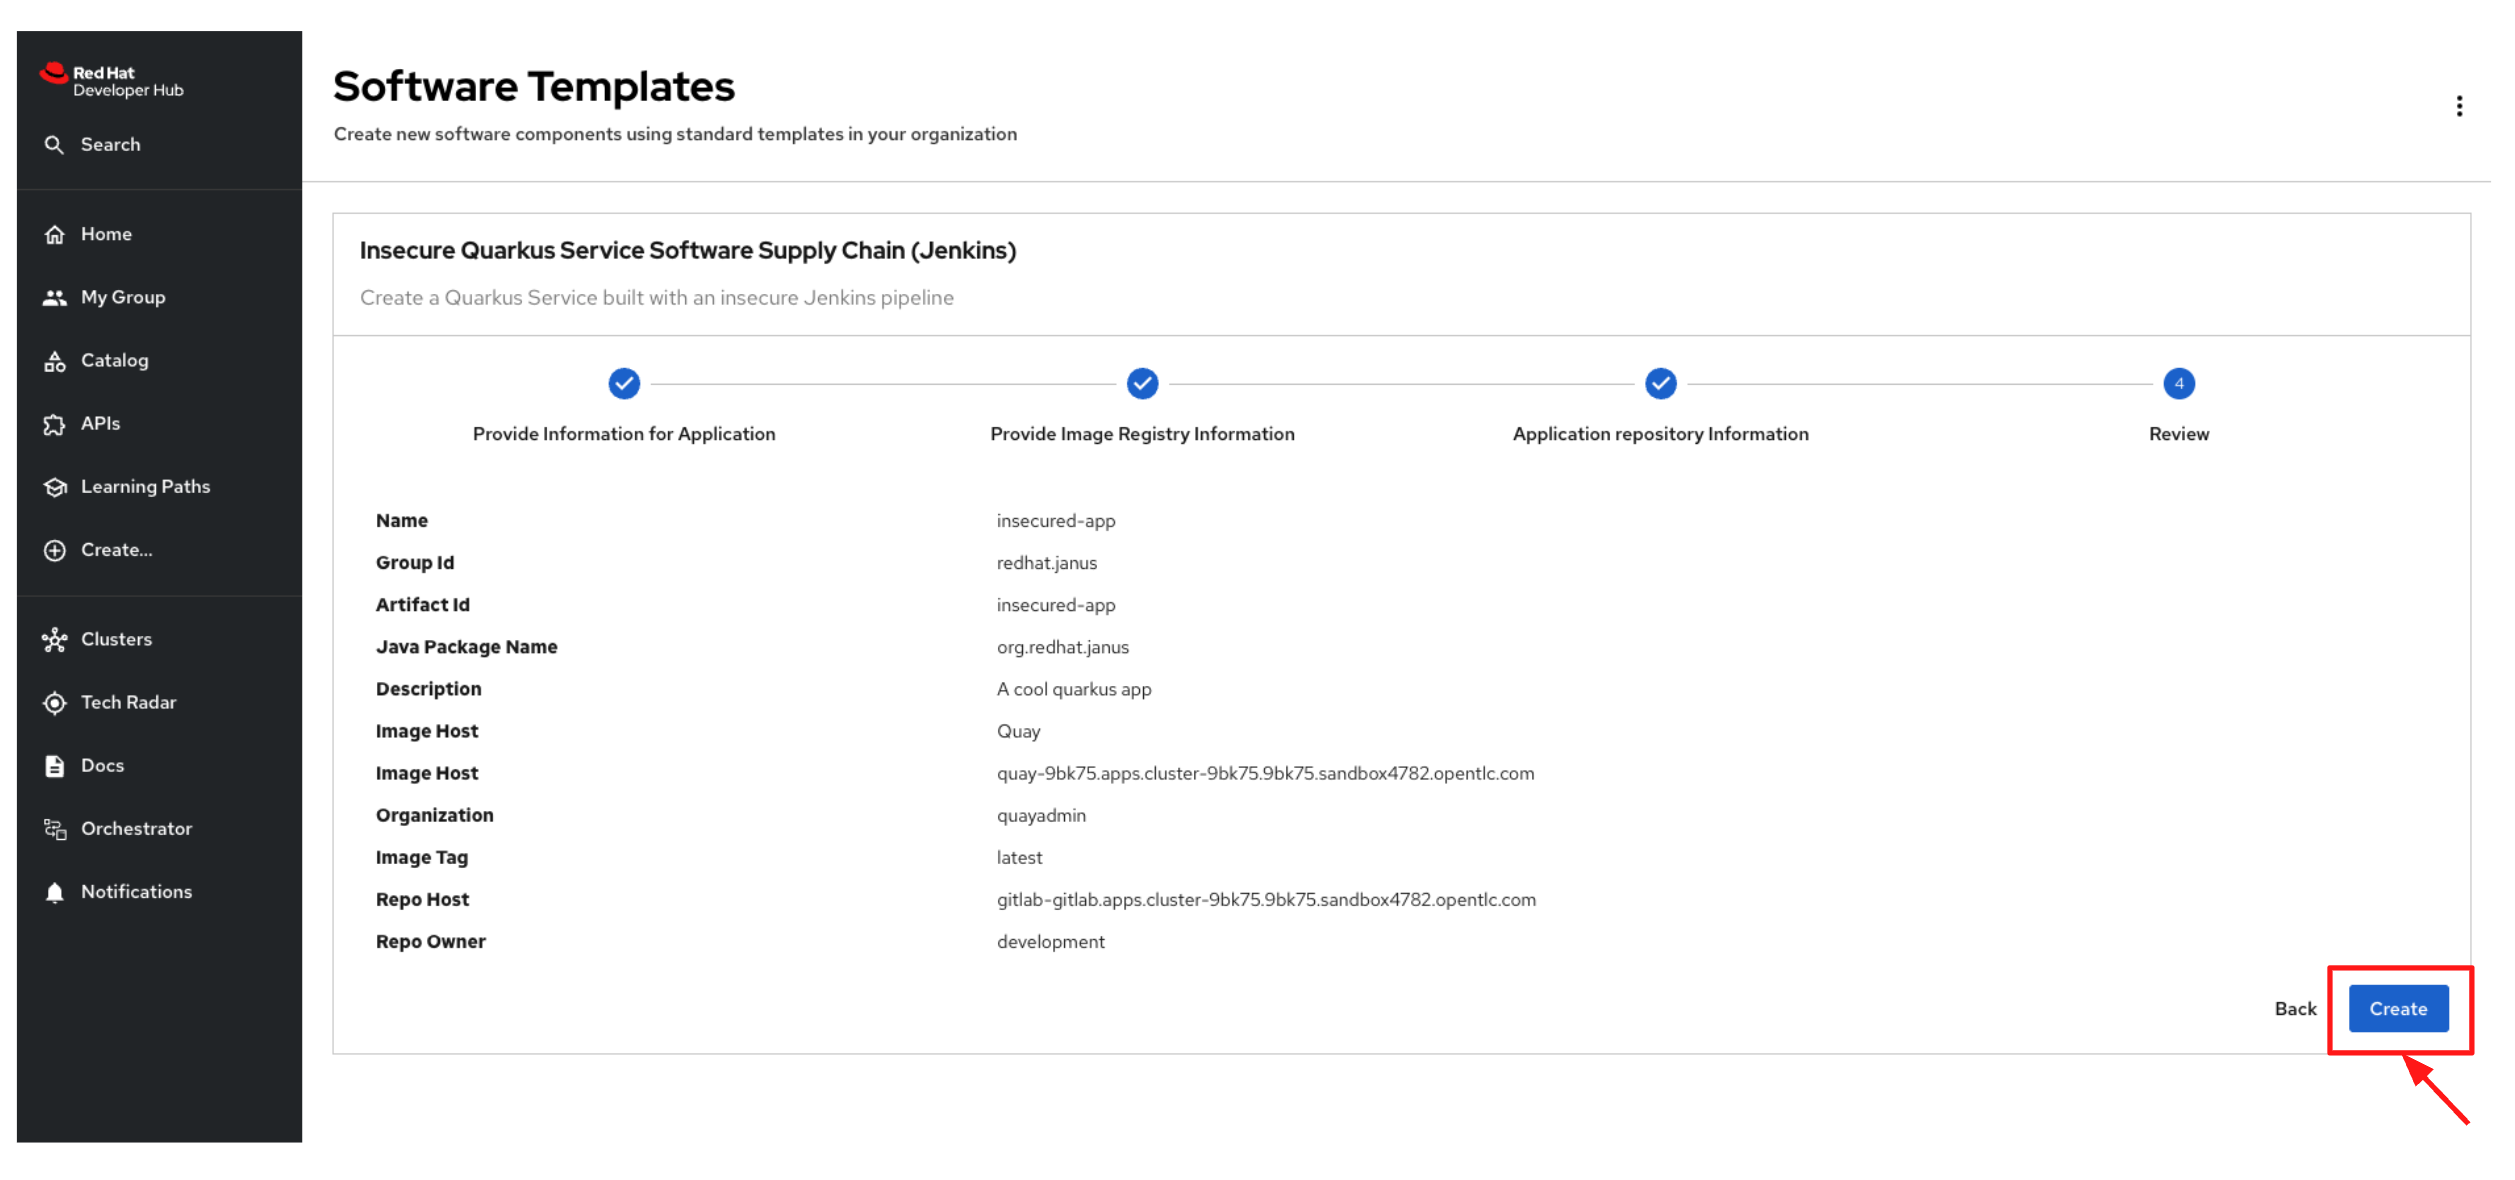 Red Hat
Developer Hub
Search
Home
My Group
Catalog
APIs
Learning Paths
Create...
Clusters
Tech Radar
Docs
Orchestrator
Notifications
Software Templates
Create new software components using standard templates in your organization
Insecure Quarkus Service Software Supply Chain (Jenkins)
Create a Quarkus Service built with an insecure Jenkins pipeline
4
Provide Information for Application
Provide Image Registry Information
Application repository Information
Review
Name insecured-app
Group Id redhat.janus
Artifact Id insecured-app
Java Package Name org.redhat.janus
Description A cool quarkus app
Image Host Quay
Image Host quay-9bk75.apps.cluster-9bk75.9bk75.sandbox4782.opentlc.com
Organization quayadmin
Image Tag latest
Repo Host gitlab-gitlab.apps.cluster-9bk75.9bk75.sandbox4782.opentlc.com
Repo Owner development
Back Create